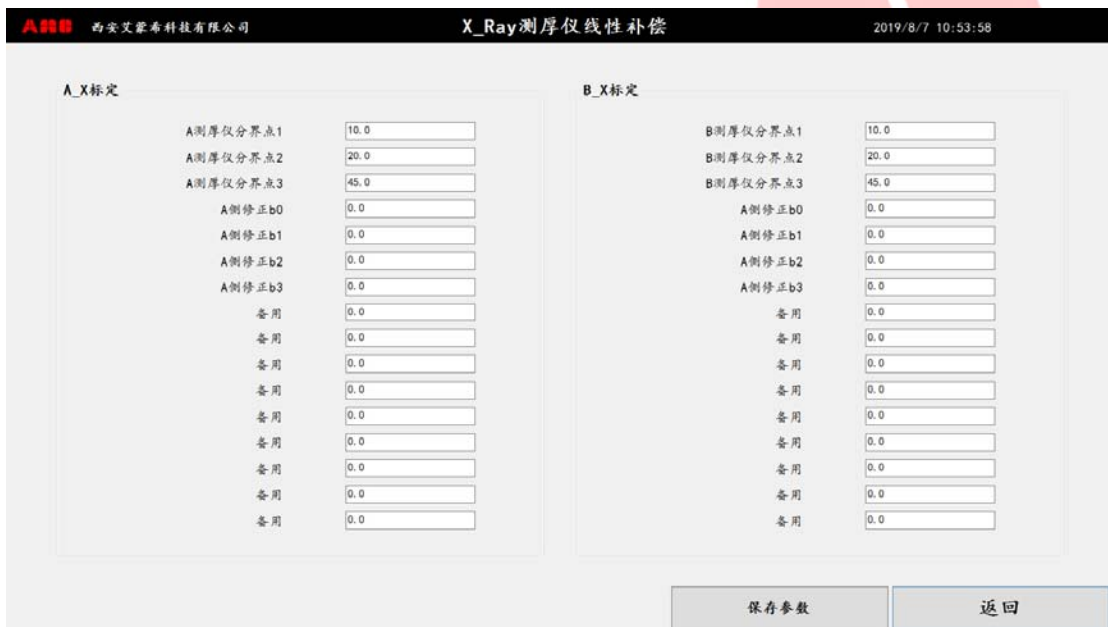 西安艾蒙希科技有限公司
X_Ray测厚仪线性补偿
2019/8/7 10:53:58
A_X标定
A测厚仪分界点1 10.0
A测厚仪分界点2 20.0
A测厚仪分界点3 45.0
A侧修正b0 0.0
A侧修正b1 0.0
A侧修正b2 0.0
A侧修正b3 0.0
备用 0.0
备用 0.0
备用 0.0
备用 0.0
备用 0.0
备用 0.0
备用 0.0
备用 0.0
备用 0.0
B_X标定
B测厚仪分界点1 10.0
B测厚仪分界点2 20.0
B测厚仪分界点3 45.0
A侧修正b0 0.0
A侧修正b1 0.0
A侧修正b2 0.0
A侧修正b3 0.0
备用 0.0
备用 0.0
备用 0.0
备用 0.0
备用 0.0
备用 0.0
备用 0.0
备用 0.0
备用 0.0
保存参数
返回